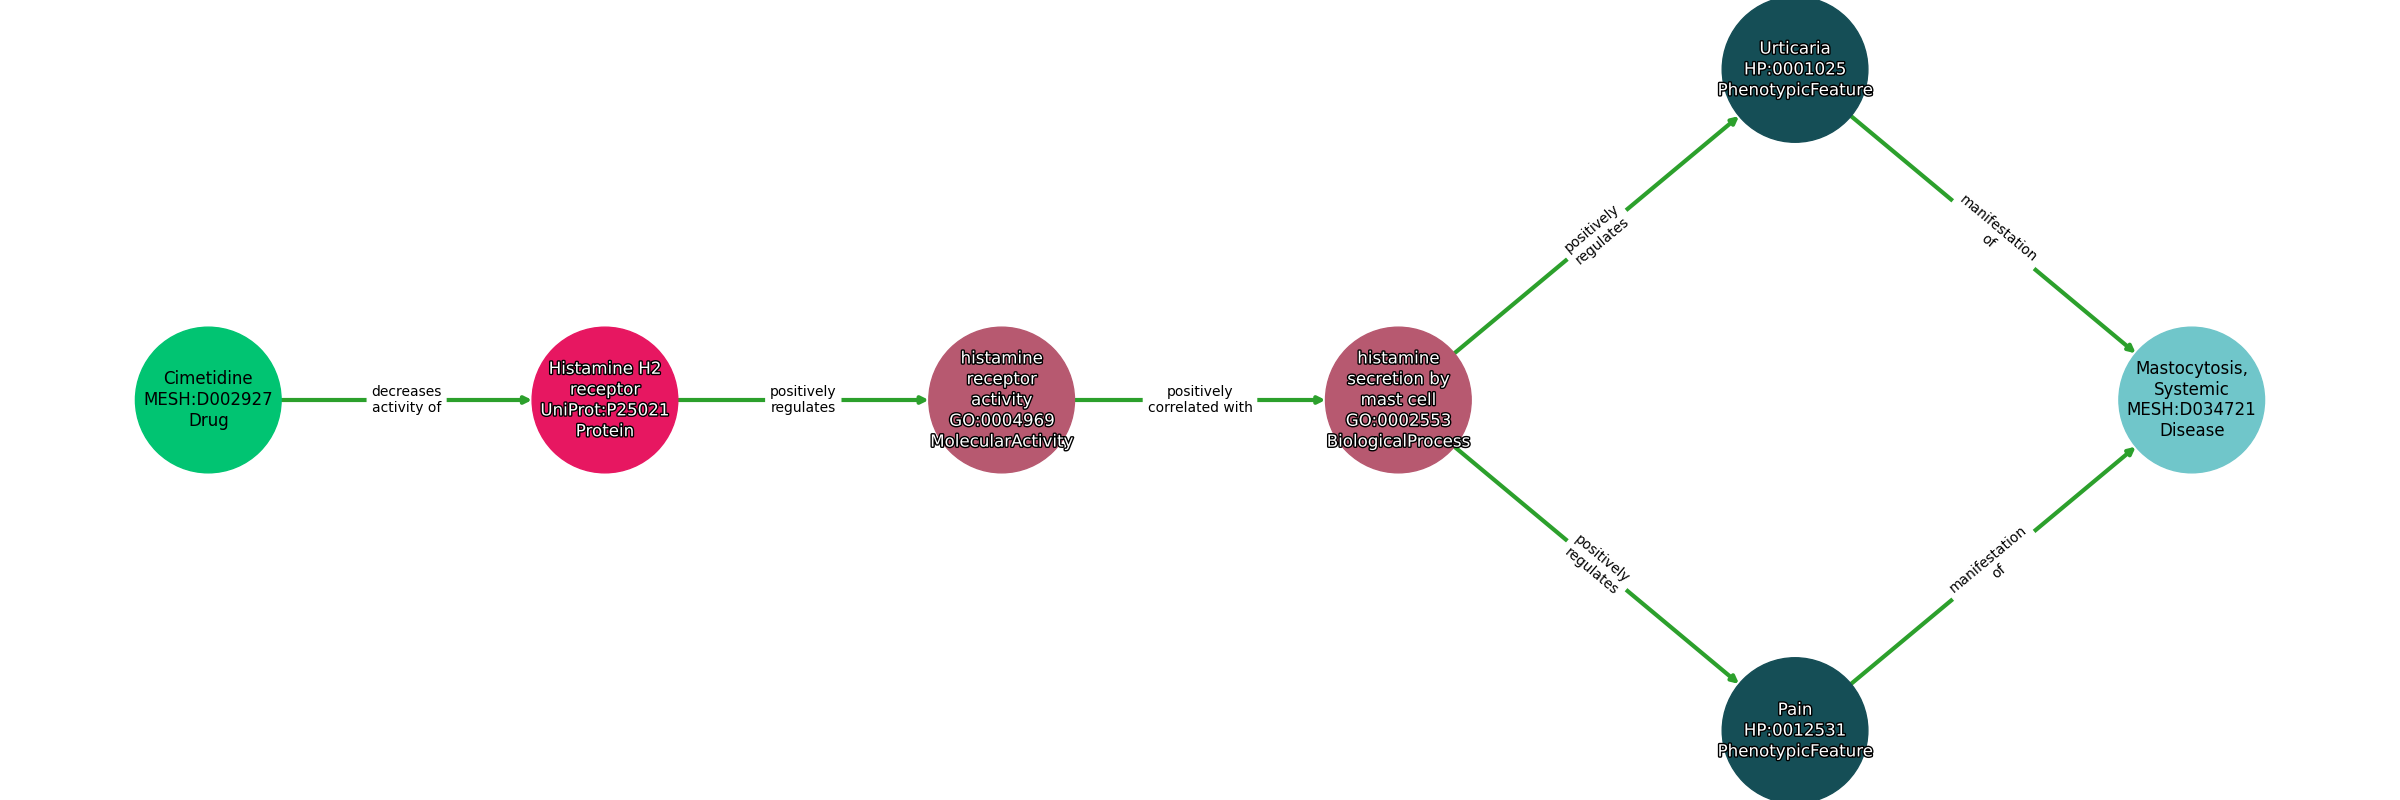 Urticaria
HP:0001025
PhenotypicFeature
positively
regulates
manifestation
of
Cimetidine
MESH:D002927
Drug
decreases
activity of
Histamine H2
receptor
UniProt:P25021
Protein
positively
regulates
histamine
receptor
activity
GO:0004969
MolecularActivity
positively
correlated with
histamine
secretion by
mast cell
GO:0002553
BiologicalProcess
Mastocytosis,
Systemic
MESH:D034721
Disease
positively
regulates
manifestation
of
Pain
HP:0012531
PhenotypicFeature